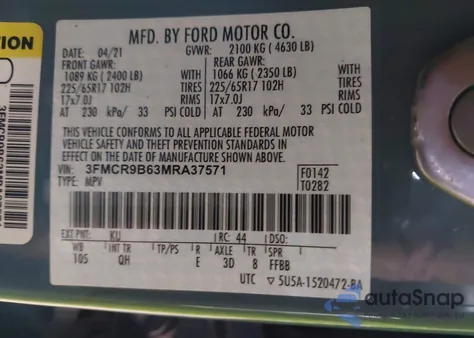 MFD. BY FORD MOTOR CO.
DATE: 04/21 GVWR: 2100 KG (4630 LB)
FRONT GAWR: REAR GAWR:
1089 KG (2400 LB) WITH 1066 KG (2350 LB) WITH
225/65R17 102H TIRES 225/65R17 102H TIRES
17x7.0J RIMS 17x7.0J RIMS
AT 230 kPa/ 33 PSI COLD AT 230 kPa/ 33 PSI COLD
THIS VEHICLE CONFORMS TO ALL APPLICABLE FEDERAL MOTOR
VEHICLE SAFETY AND THEFT PREVENTION STANDARDS IN EFFECT
ON THE DATE OF MANUFACTURE SHOWN ABOVE.
VIN: 3FMCR9B63MRA37571 F0142
TYPE: MPV T0282
EXT PNT: KU RC: 44 DSO:
WB INT TR TP/PS R AXLE TR SPR
105 QH E 3D 8 FFBB
UTC ▽5U5A-1520472-BA
autaSnap